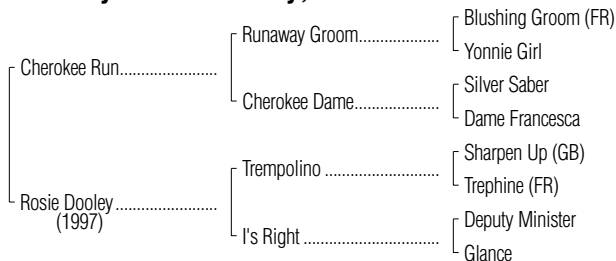 Blushing Groom (FR)
Runaway Groom....................
Yonnie Girl
Cherokee Run.......................
Silver Saber
Cherokee Dame....................
Dame Francesca
Sharpen Up (GB)
Trempolino ...........................
Trephine (FR)
Rosie Dooley ........................
(1997)
Deputy Minister
I's Right ................................
Glance